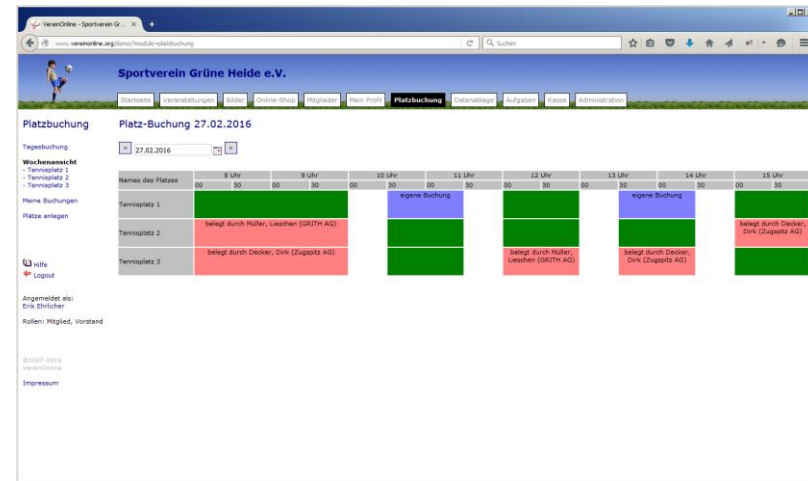 VereinOnline - Sportverein Gr...
www.vereinonline.org/demo/?module=platzbuchung
Suchen
Sportverein Grüne Heide e.V.
Startseite Veranstaltungen Bilder Online-Shop Mitglieder Mein Profil Platzbuchung Datenablage Aufgaben Kasse Administration
Platzbuchung
Platz-Buchung 27.02.2016
Tagesbuchung
« 27.02.2016 »
Wochenansicht
- Tennisplatz 1
- Tennisplatz 2
- Tennisplatz 3
Meine Buchungen
Plätze anlegen
Hilfe
Logout
Angemeldet als:
Erik Ehrlicher
Rollen: Mitglied, Vorstand
©2007-2016
VereinOnline
Impressum
Names des Platzes 8 Uhr 9 Uhr 10 Uhr 11 Uhr 12 Uhr 13 Uhr 14 Uhr 15 Uhr
00 30 00 30 00 30 00 30 00 30 00 30 00 30 00 30
Tennisplatz 1 eigene Buchung eigene Buchung
Tennisplatz 2 belegt durch Müller, Lieschen (GRITH AG) belegt durch Decker,
Dirk (Zugspitz AG)
Tennisplatz 3 belegt durch Decker, Dirk (Zugspitz AG) belegt durch Müller,
Lieschen (GRITH AG)
belegt durch Decker,
Dirk (Zugspitz AG)